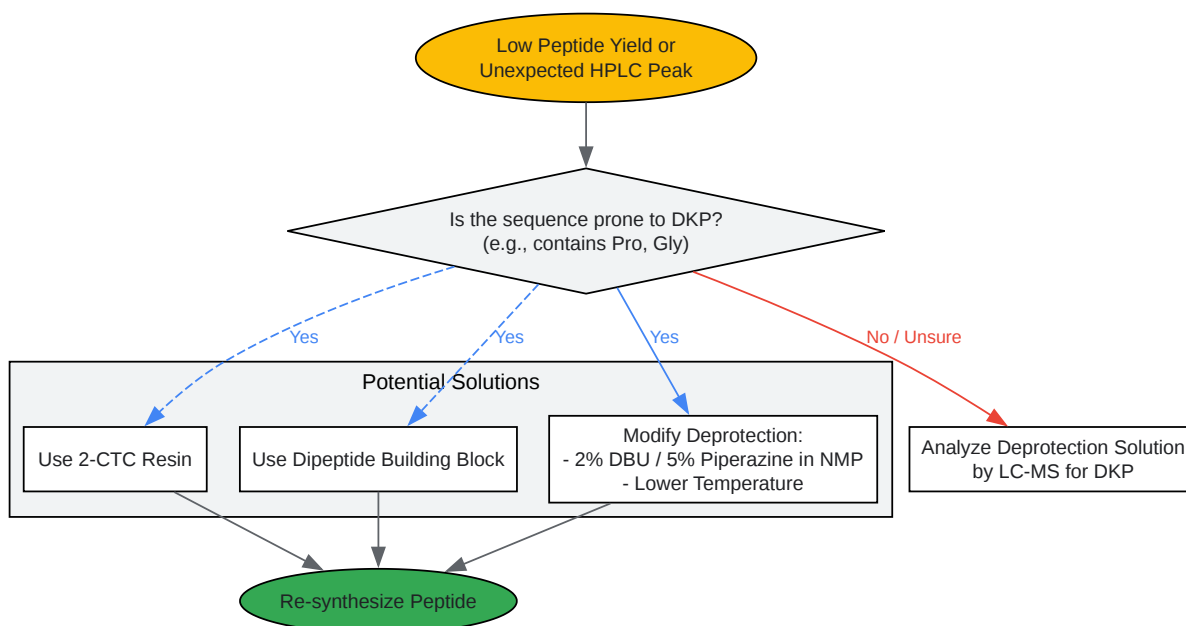 Low Peptide Yield or
Unexpected HPLC Peak
Is the sequence prone to DKP?
(e.g., contains Pro, Gly)
Yes
Yes
Yes
No / Unsure
Potential Solutions
Use 2-CTC Resin
Use Dipeptide Building Block
Modify Deprotection:
- 2% DBU / 5% Piperazine in NMP
- Lower Temperature
Analyze Deprotection Solution
by LC-MS for DKP
Re-synthesize Peptide